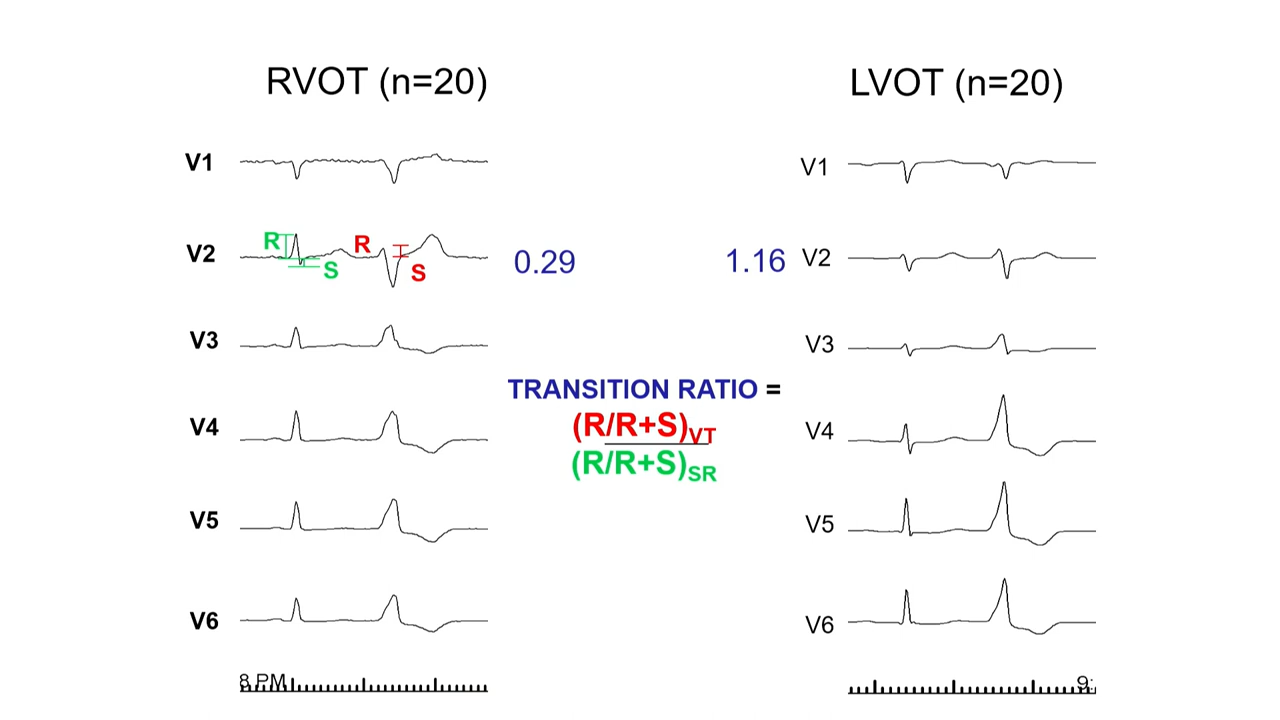 RVOT (n=20)
LVOT (n=20)
V1
V1
R
R
V2
S
S
0.29
1.16
V2
V3
V3
TRANSITION RATIO =
(R/R+S)VT
(R/R+S)SR
V4
V4
V5
V5
V6
V6
8 PM
9: